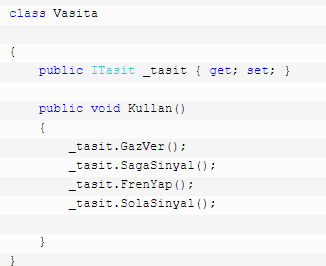 class Vasita
{
public ITasit _tasit { get; set; }
public void Kullan()
{
_tasit.GazVer();
_tasit.SagaSinyal();
_tasit.FrenYap();
_tasit.SolaSinyal();
}
}